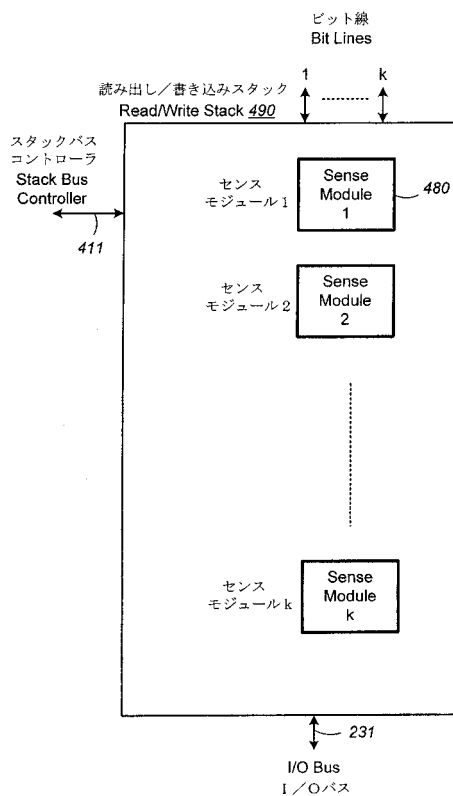 ビット線
Bit Lines
1
k
読み出し／書き込みスタック
Read/Write Stack 490
スタックバス
コントローラ
Stack Bus
Controller
411
センス
モジュール1
Sense
Module
1
480
センス
モジュール2
Sense
Module
2
センス
モジュールk
Sense
Module
k
231
I/O Bus
I／Oバス